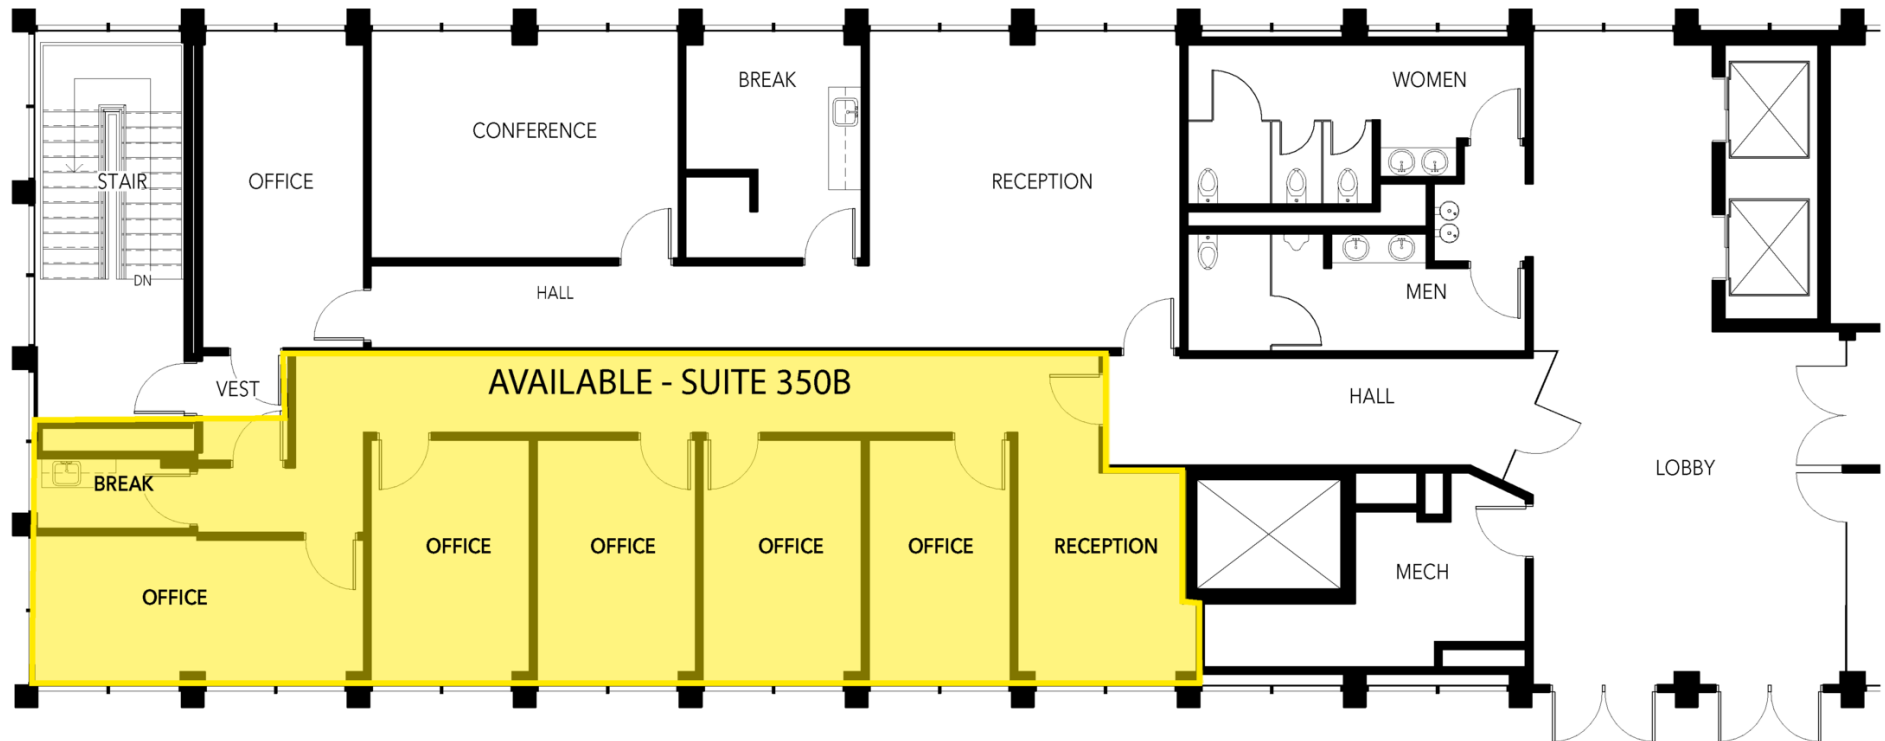 BREAK
WOMEN
CONFERENCE
STAIR
OFFICE
RECEPTION
DN
HALL
MEN
AVAILABLE - SUITE 350B
VEST
HALL
LOBBY
BREAK
OFFICE
OFFICE
OFFICE
OFFICE
RECEPTION
MECH
OFFICE